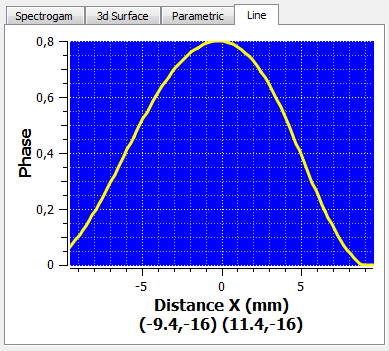 Spectrogam 3d Surface Parametric Line
0,8
0,6
0,4
0,2
0
Phase
-5 0 5
Distance X (mm)
(-9.4,-16) (11.4,-16)